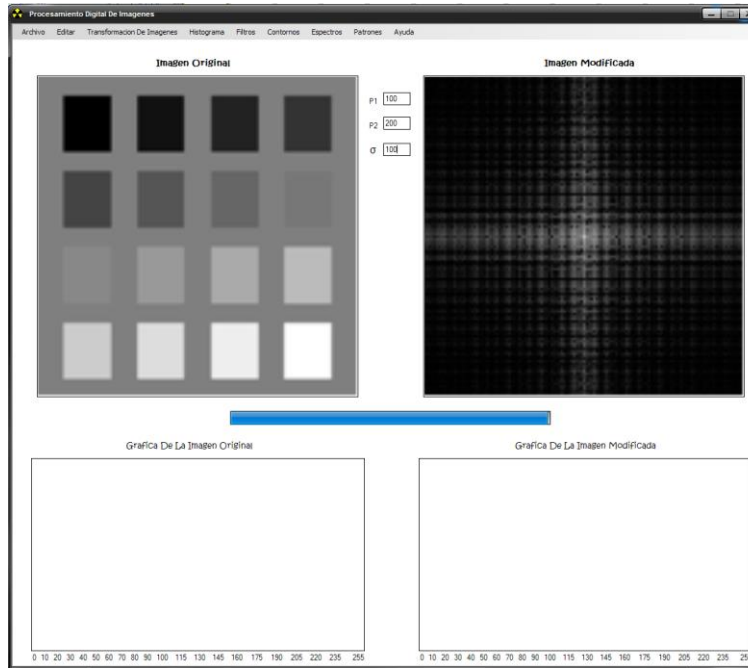 Procesamiento Digital De Imagenes
Archivo Editar Transformacion De Imagenes Histograma Filtros Contornos Espectros Patrones Ayuda
Imagen Original
Imagen Modificada
P1 100
P2 200
σ 100
Grafica De La Imagen Original
Grafica De La Imagen Modificada
0 10 20 30 40 50 60 70 80 90 100 115 130 145 160 175 190 205 220 235 255
0 10 20 30 40 50 60 70 80 90 100 115 130 145 160 175 190 205 220 235